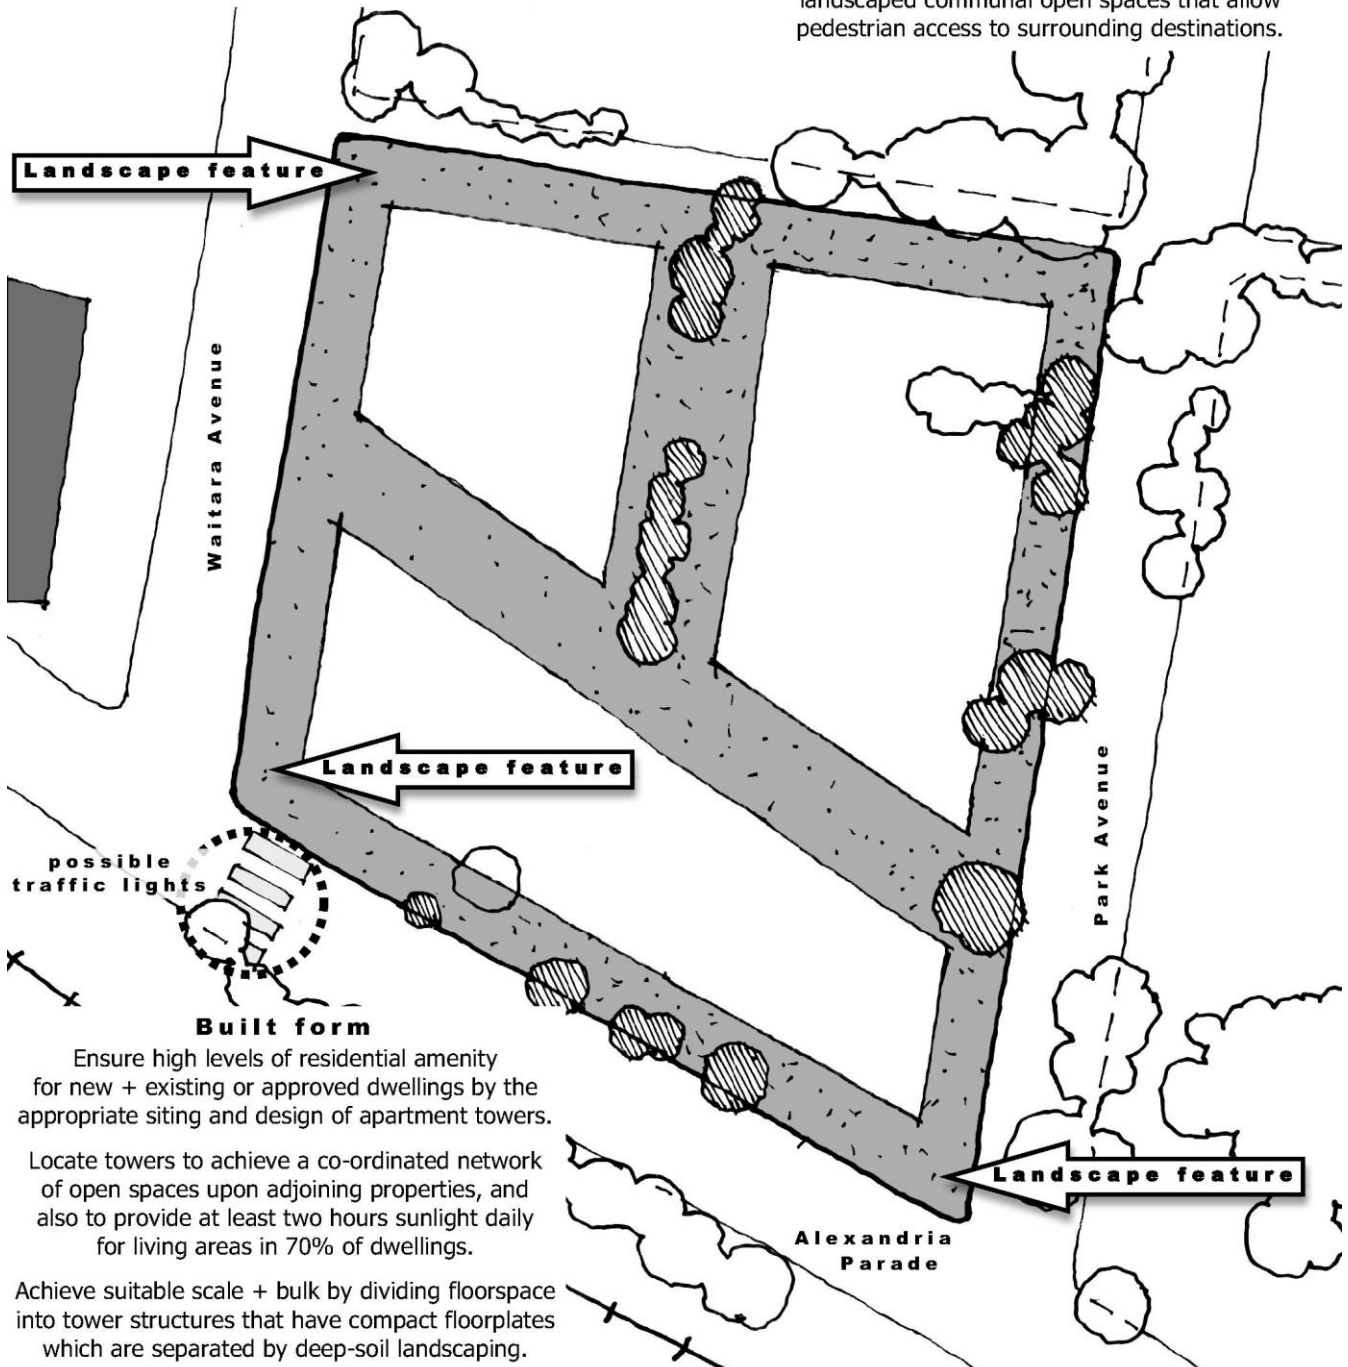 landscaped communal open spaces that allow
pedestrian access to surrounding destinations.
Landscape feature
Waitara Avenue
Landscape feature
Park Avenue
possible
traffic lights
Built form
Ensure high levels of residential amenity
for new + existing or approved dwellings by the
appropriate siting and design of apartment towers.
Locate towers to achieve a co-ordinated network
of open spaces upon adjoining properties, and
also to provide at least two hours sunlight daily
for living areas in 70% of dwellings.
Achieve suitable scale + bulk by dividing floorspace
into tower structures that have compact floorplates
which are separated by deep-soil landscaping.
Landscape feature
Alexandria
Parade